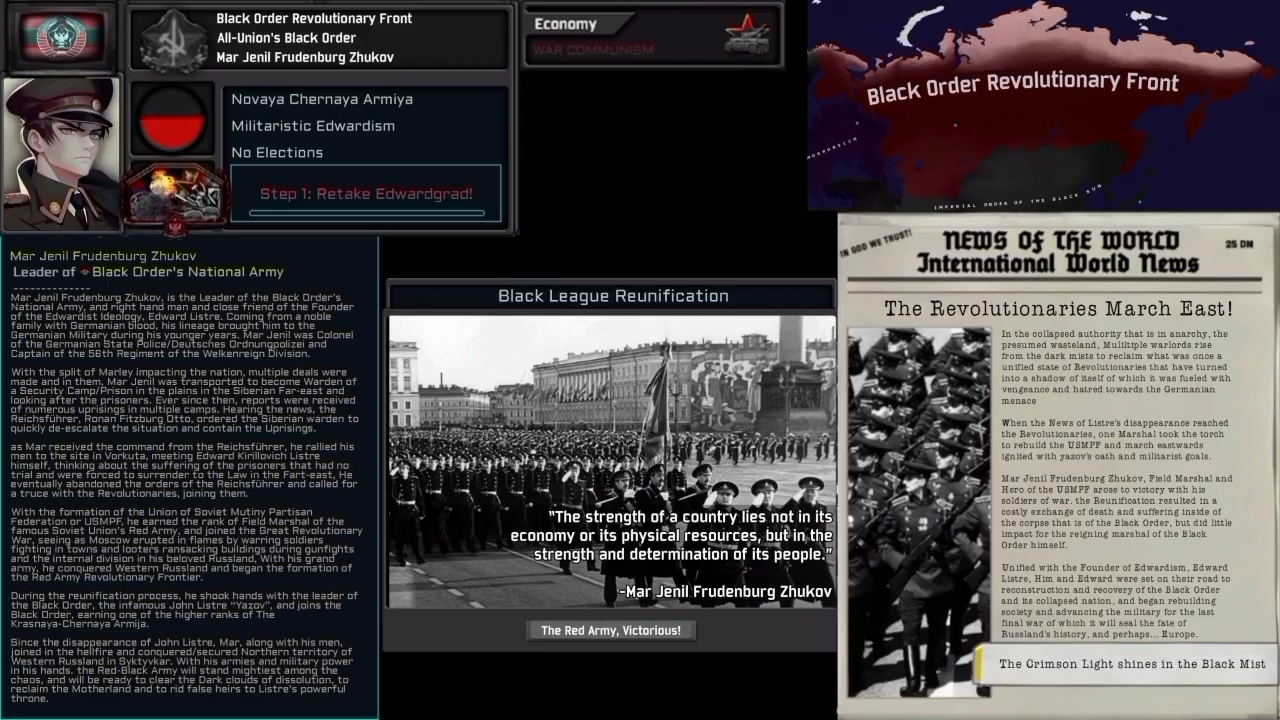 Black Order Revolutionary Front
All-Union's Black Order
Mar Jenil Frudenburg Zhukov
Novaya Chernaya Armiya
Militaristic Edwardism
No Elections
Step 1: Retake Edwardgrad!
Economy
WAR COMMUNISM
Black Order Revolutionary Front
MOSKOREICH
IMPERIAL ORDER OF THE BLACK SUN
Mar Jenil Frudenburg Zhukov
Leader of Black Order's National Army
--------------
Mar Jenil Frudenburg Zhukov, is the Leader of the Black Order's
National Army, and right hand man and close friend of the Founder
of the Edwardist Ideology, Edward Listre. Coming from a noble
family with Germanian blood, his lineage brought him to the
Germanian Military during his younger years. Mar Jenil was Colonel
of the Germanian State Police/Deutsches Ordnungpolizei and
Captain of the 56th Regiment of the Welkenreign Division.
With the split of Marley impacting the nation, multiple deals were
made and in them, Mar Jenil was transported to become Warden of
a Security Camp/Prison in the plains in the Siberian Far-east and
looking after the prisoners. Ever since then, reports were received
of numerous uprisings in multiple camps. Hearing the news, the
Reichsführer, Ronan Fitzburg Otto, ordered the Siberian warden to
quickly de-escalate the situation and contain the Uprisings.
as Mar received the command from the Reichsführer, he rallied his
men to the site in Vorkuta, meeting Edward Kirillovich Listre
himself, thinking about the suffering of the prisoners that had no
trial and were forced to surrender to the Law in the Fart-east, He
eventually abandoned the orders of the Reichsführer and called for
a truce with the Revolutionaries, joining them.
With the formation of the Union of Soviet Mutiny Partisan
Federation or USMPF, he earned the rank of Field Marshal of the
famous Soviet Union's Red Army, and joined the Great Revolutionary
War, seeing as Moscow erupted in flames by warring soldiers
fighting in towns and looters ransacking buildings during gunfights
and the internal division in his beloved Russland, With his grand
army, he conquered Western Russland and began the formation of
the Red Army Revolutionary Frontier.
During the reunification process, he shook hands with the leader of
the Black Order, the infamous John Listre "Yazov", and joins the
Black Order, earning one of the higher ranks of The
Krasnaya-Chernaya Armija.
Since the disappearance of John Listre, Mar, along with his men,
joined in the hellfire and conquered/secured Northern territory of
Western Russland in Syktyvkar. With his armies and military power
in his hands. the Red-Black Army will stand mightiest among the
chaos, and will be ready to clear the Dark clouds of dissolution, to
reclaim the Motherland and to rid false heirs to Listre's powerful
throne.
Black League Reunification
"The strength of a country lies not in its
economy or its physical resources, but in the
strength and determination of its people."
-Mar Jenil Frudenburg Zhukov
The Red Army, Victorious!
IN GOD WE TRUST!
NEWS OF THE WORLD
International World News
25 DM
The Revolutionaries March East!
In the collapsed authority that is in anarchy, the
presumed wasteland, Mulltitple warlords rise
from the dark mists to reclaim what was once a
unified state of Revolutionaries that have turned
into a shadow of itself of which it was fueled with
vengeance and hatred towards the Germanian
menace
When the News of Listre's disappearance reached
the Revolutionaries, one Marshal took the torch
to rebuild the USMPF and march eastwards
ignited with yazov's oath and militarist goals.
Mar Jenil Frudenburg Zhukov, Field Marshal and
Hero of the USMPF arose to victory with his
soldiers of war. the Reunification resulted in a
costly exchange of death and suffering inside of
the corpse that is of the Black Order, but did little
impact for the reigning marshal of the Black
Order himself.
Unified with the Founder of Edwardism, Edward
Listre, Him and Edward were set on their road to
reconstruction and recovery of the Black Order
and its collapsed nation, and began rebuilding
society and advancing the military for the last
final war of which it will seal the fate of
Russland's history, and perhaps... Europe.
The Crimson Light shines in the Black Mist